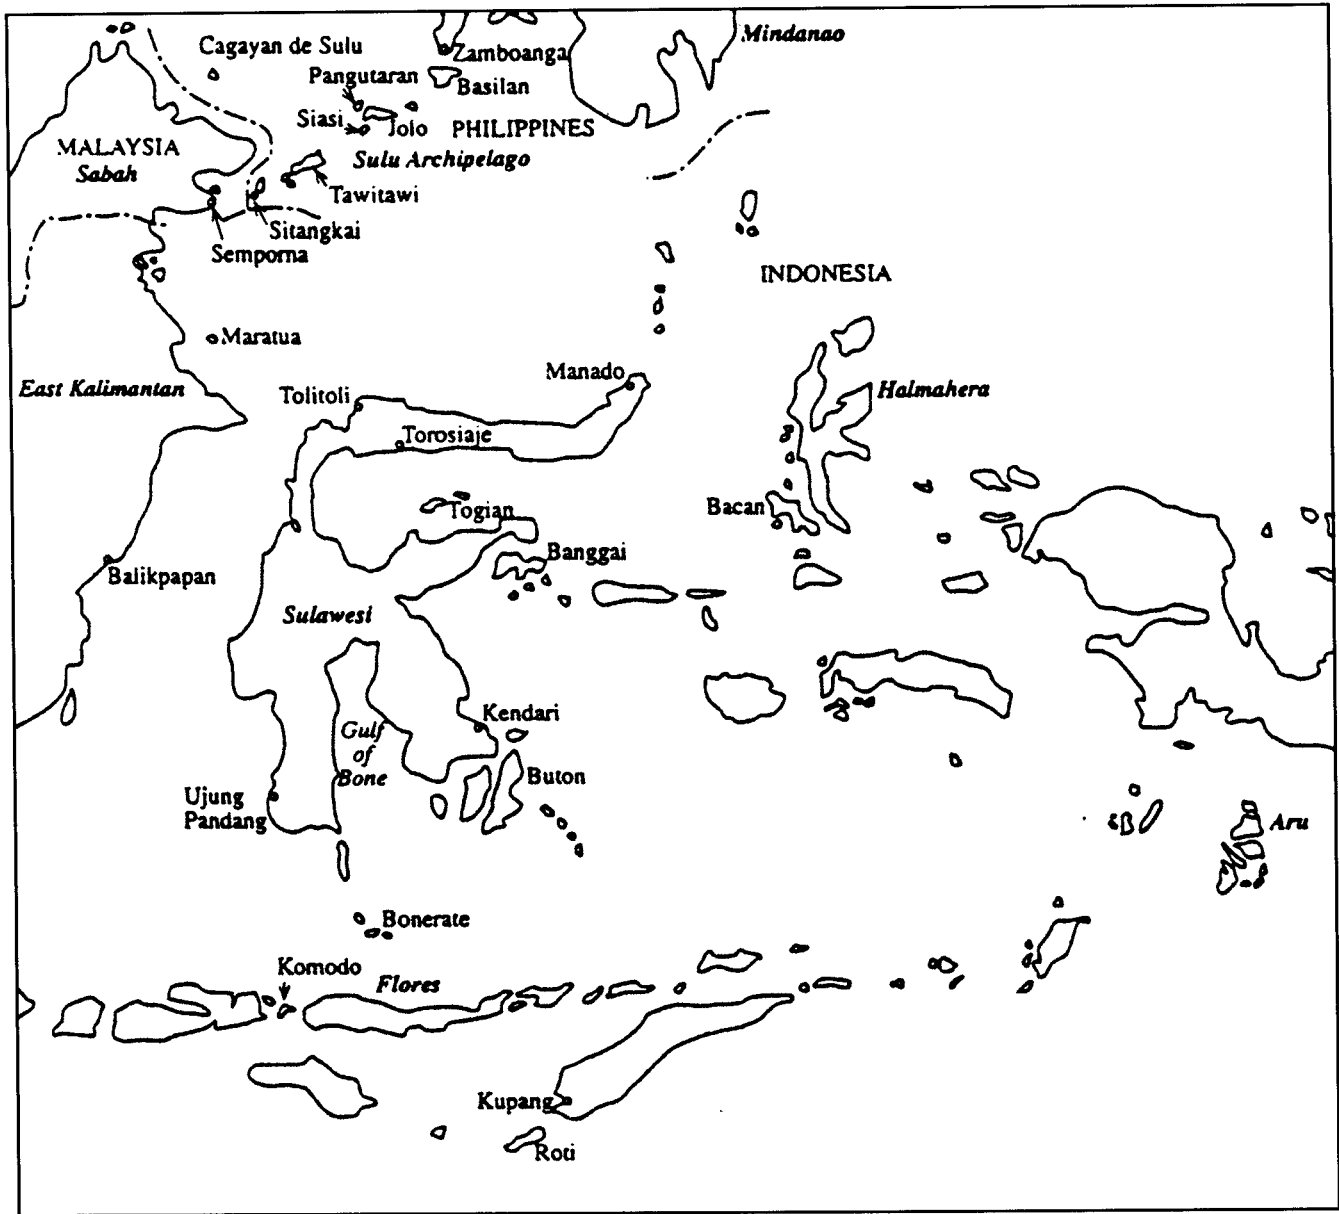 Mindanao
Cagayan de Sulu
Zamboanga
Pangutaran
Basilan
Siasi
Jolo
PHILIPPINES
MALAYSIA
Sabah
Sulu Archipelago
Tawitawi
Sitangkai
Semporna
INDONESIA
Maratua
East Kalimantan
Manado
Halmahera
Tolitoli
Torosiaje
Togian
Bacan
Banggai
Balikpapan
Sulawesi
Kendari
Gulf
of
Bone
Buton
Ujung
Pandang
Aru
Bonerate
Komodo
Flores
Kupang
Roti